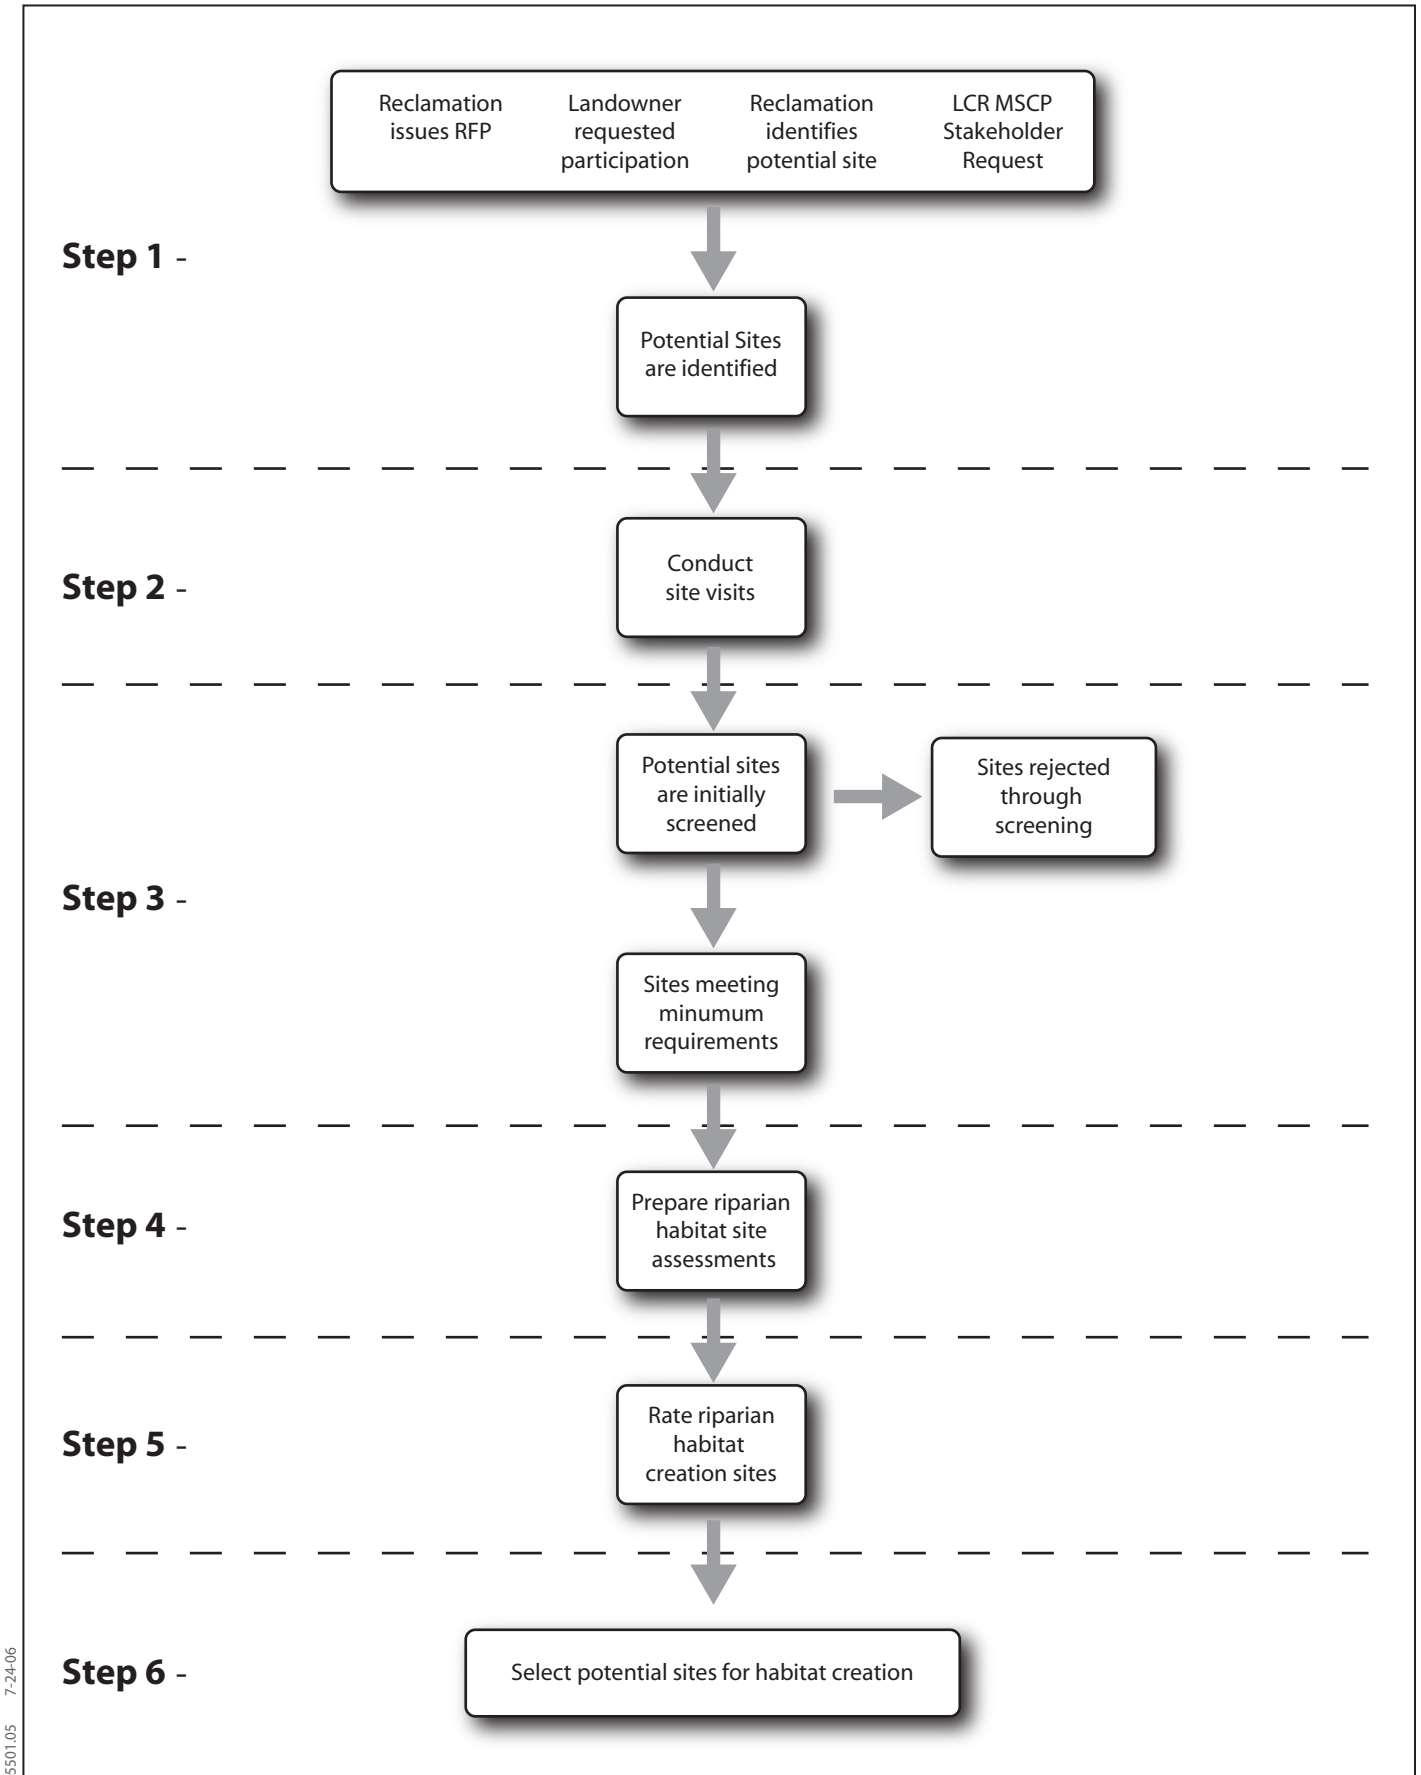 Reclamation
issues RFP
Landowner
requested
participation
Reclamation
identifies
potential site
LCR MSCP
Stakeholder
Request
Step 1 -
Potential Sites
are identified
Conduct
site visits
Step 2 -
Potential sites
are initially
screened
Sites rejected
through
screening
Step 3 -
Sites meeting
minumum
requirements
Prepare riparian
habitat site
assessments
Step 4 -
Rate riparian
habitat
creation sites
Step 5 -
Step 6 -
Select potential sites for habitat creation
5501.05 7-24-06